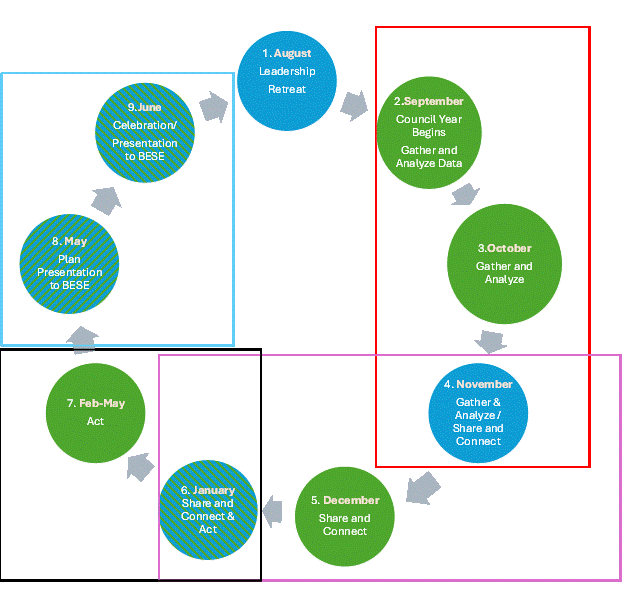 1. August
Leadership
Retreat
2.September
Council Year
Begins
Gather and
Analyze Data
3.October
Gather and
Analyze
4. November
Gather &
Analyze /
Share and
Connect
5. December
Share and
Connect
6. January
Share and
Connect &
Act
7. Feb-May
Act
8. May
Plan
Presentation
to BESE
9.June
Celebration/
Presentation
to BESE